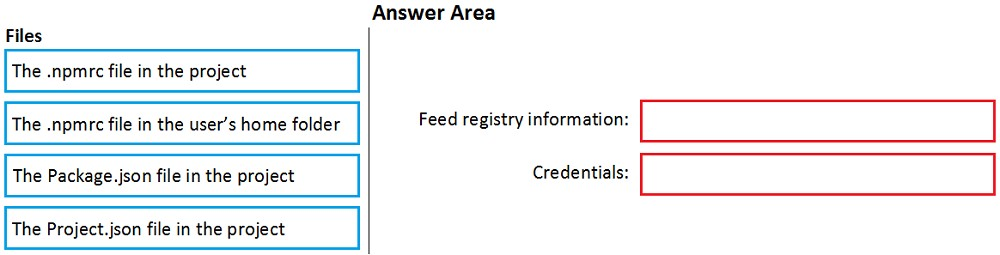 Answer Area
Files
The .npmrc file in the project
The .npmrc file in the user's home folder
The Package.json file in the project
The Project.json file in the project
Feed registry information:
Credentials: